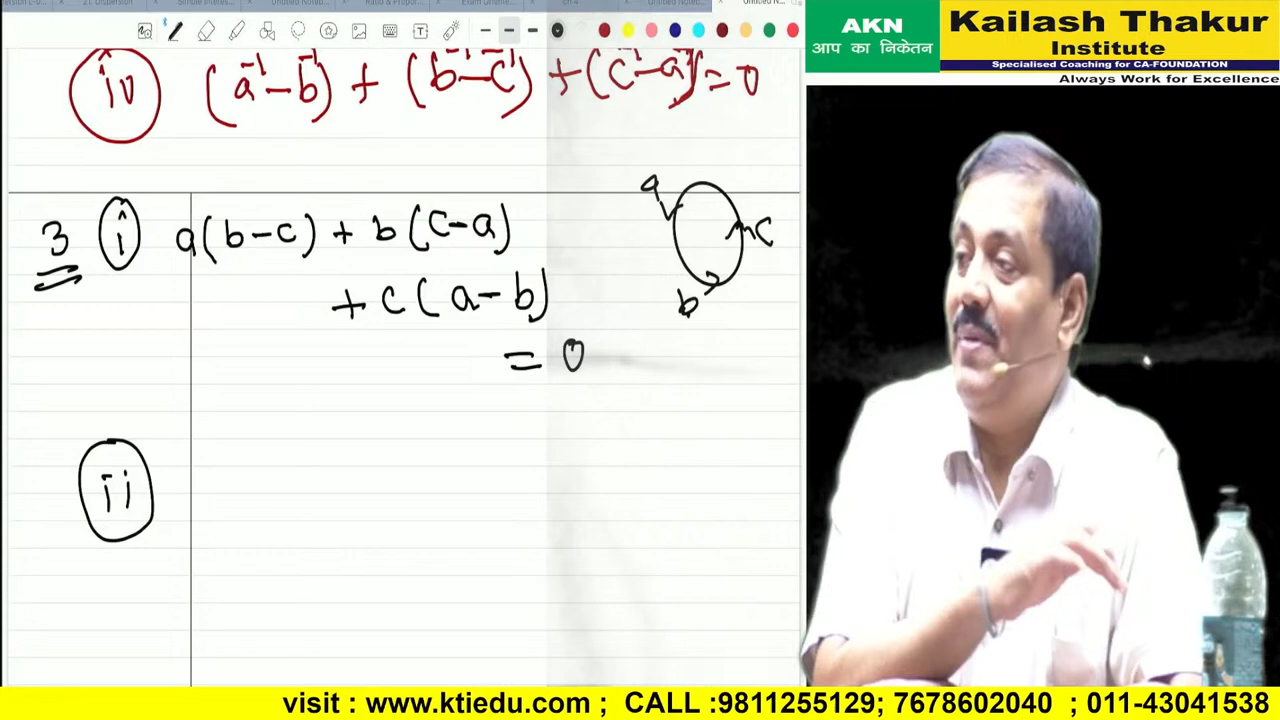 AKN
आप का निकेतन
Kailash Thakur
Institute
Specialised Coaching for CA-FOUNDATION
Always Work for Excellence
iv (a⁻¹-b⁻¹) + (b⁻¹-c⁻¹) + (c⁻¹-a⁻¹) = 0
3 i a(b-c) + b(c-a)
+ c(a-b)
= 0
a
c
b
ii
visit : www.ktiedu.com ; CALL :9811255129; 7678602040 ; 011-43041538